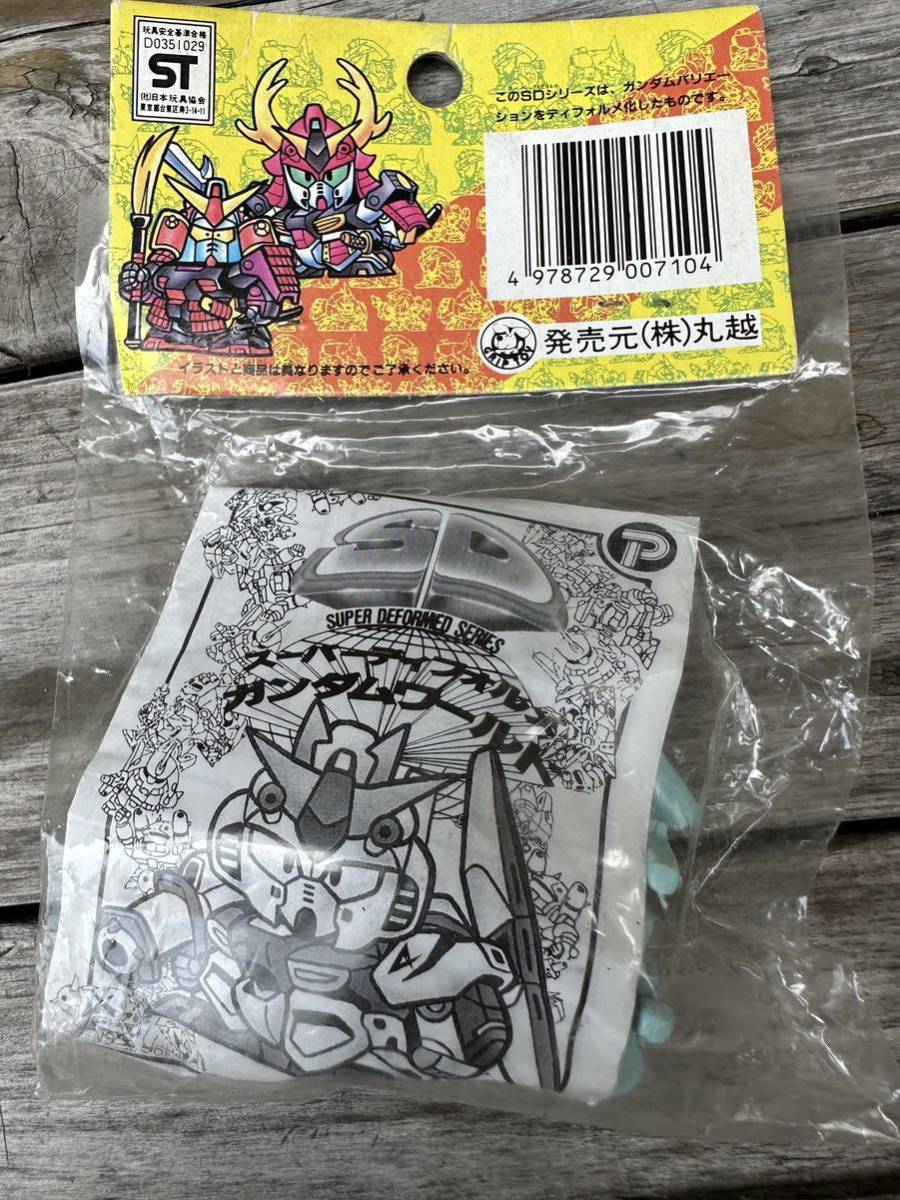 玩具安全基準合格
D0351029
ST
(社)日本玩具協会
東京都台東区寿3-14-11
このSDシリーズは、ガンダムバリエー
ションをディフォルメ化したものです。
4 978729 007104
発売元(株)丸越
イラストと商品は異なりますのでご了承ください。
SD
P
SUPER DEFORMED SERIES
スーパーディフォルメ
ガンダムワールド